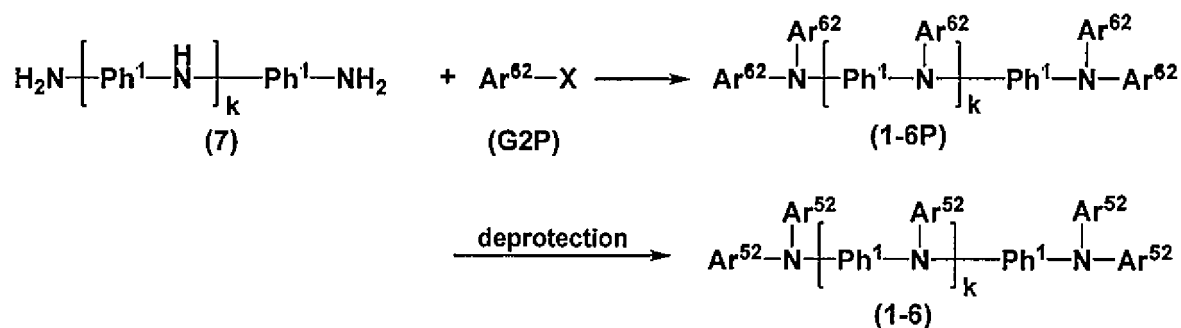 Ar⁶² Ar⁶² Ar⁶²
H
H₂N [ Ph¹ N ] k Ph¹ NH₂ + Ar⁶²—X Ar⁶²—N [ Ph¹ N ] k Ph¹ N—Ar⁶²
(7) (G2P) (1-6P)
Ar⁵² Ar⁵² Ar⁵²
deprotection Ar⁵²—N [ Ph¹ N ] k Ph¹ N—Ar⁵²
(1-6)